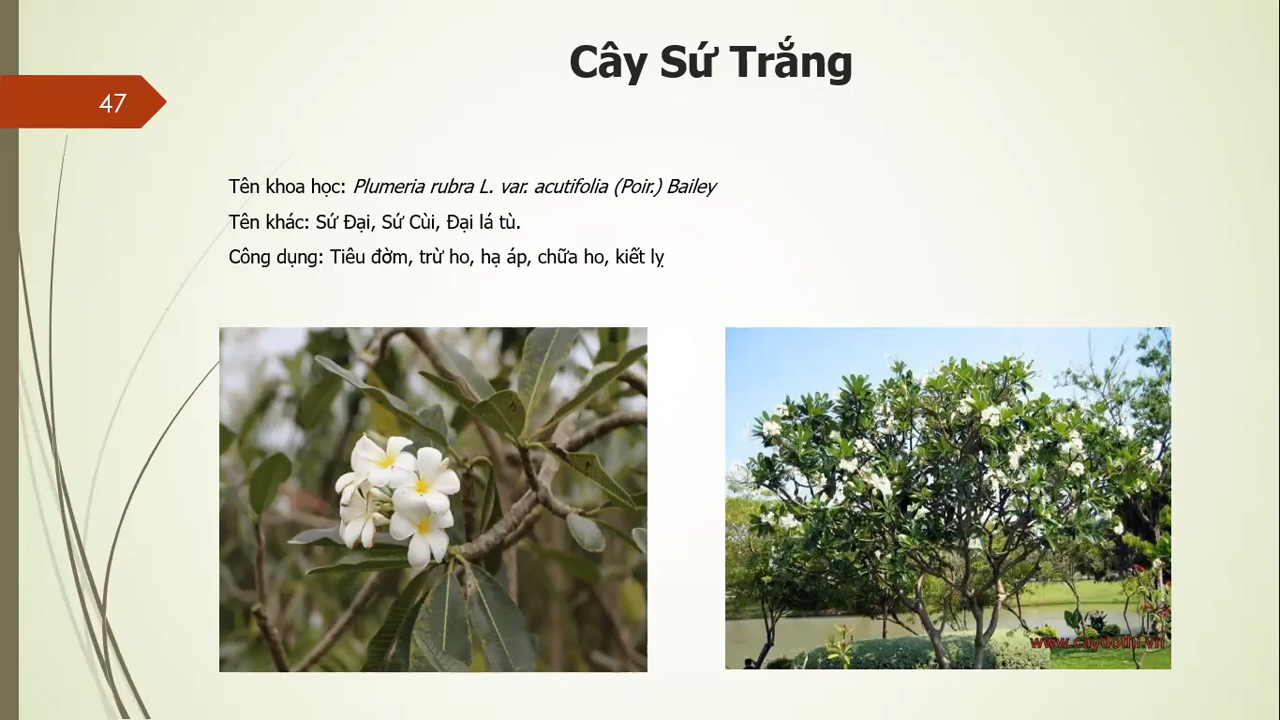 Cây Sứ Trắng
47
Tên khoa học: Plumeria rubra L. var. acutifolia (Poir.) Bailey
Tên khác: Sứ Đại, Sứ Cùi, Đại lá tù.
Công dụng: Tiêu đờm, trừ ho, hạ áp, chữa ho, kiết lỵ
www.caydothi.vn